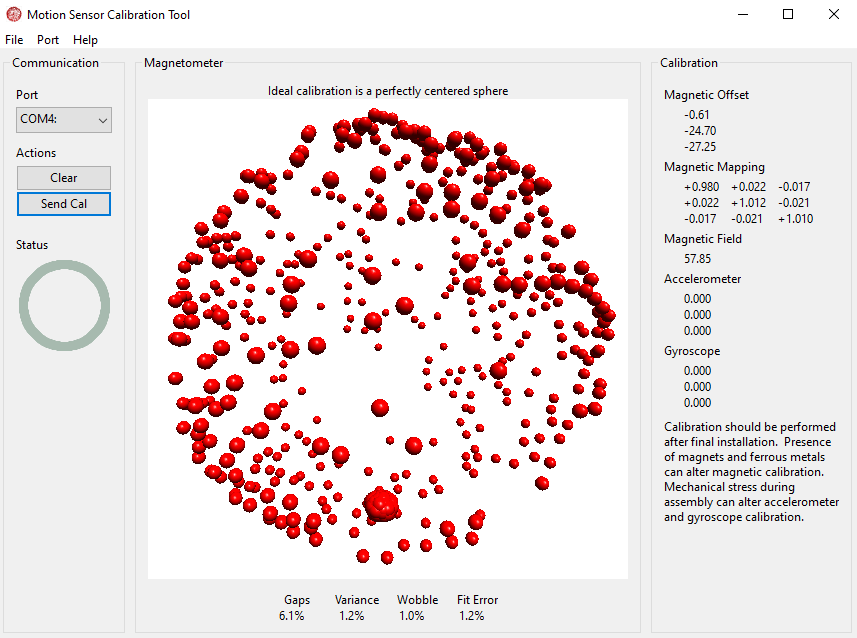 Motion Sensor Calibration Tool
File Port Help
Communication
Port
COM4:
Actions
Clear
Send Cal
Status
Magnetometer
Ideal calibration is a perfectly centered sphere
Gaps Variance Wobble Fit Error
6.1% 1.2% 1.0% 1.2%
Calibration
Magnetic Offset
-0.61
-24.70
-27.25
Magnetic Mapping
+0.980 +0.022 -0.017
+0.022 +1.012 -0.021
-0.017 -0.021 +1.010
Magnetic Field
57.85
Accelerometer
0.000
0.000
0.000
Gyroscope
0.000
0.000
0.000
Calibration should be performed
after final installation. Presence
of magnets and ferrous metals
can alter magnetic calibration.
Mechanical stress during
assembly can alter accelerometer
and gyroscope calibration.